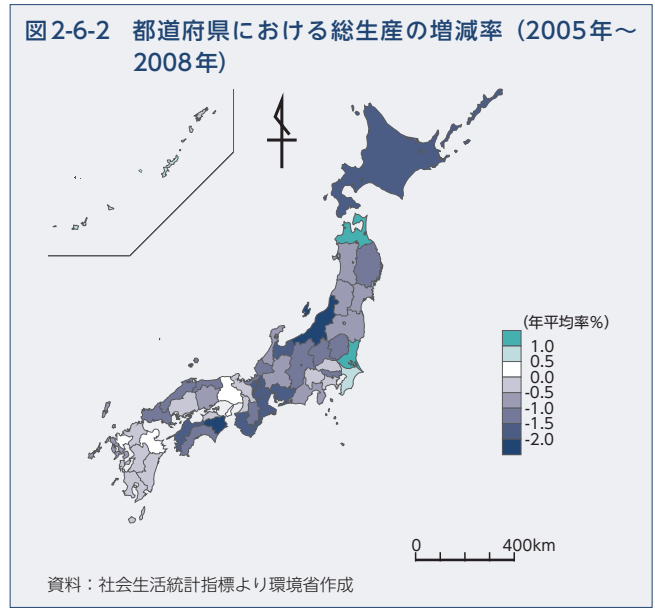 図2-6-2 都道府県における総生産の増減率（2005年～
2008年）
(年平均率%)
1.0
0.5
0.0
-0.5
-1.0
-1.5
-2.0
0 400km
資料：社会生活統計指標より環境省作成